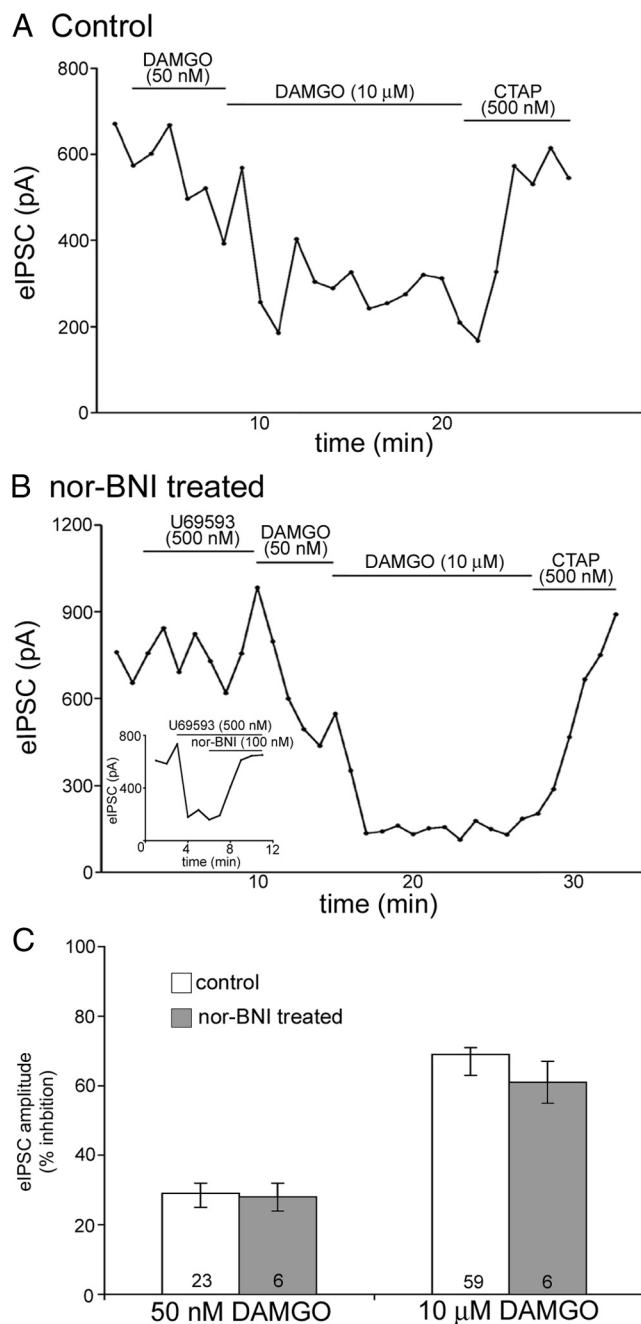 A Control
DAMGO
(50 nM)
DAMGO (10 μM)
CTAP
(500 nM)
800
600
400
200
0
eIPSC (pA)
10
20
time (min)
B nor-BNI treated
U69593
(500 nM)
DAMGO
(50 nM)
DAMGO (10 μM)
CTAP
(500 nM)
1200
900
600
300
0
eIPSC (pA)
U69593 (500 nM)
nor-BNI (100 nM)
800
400
0
eIPSC (pA)
0
4
8
12
time (min)
10
20
30
time (min)
C
100
80
60
40
20
0
eIPSC amplitude
(% inhbition)
control
nor-BNI treated
23
6
59
6
50 nM DAMGO
10 μM DAMGO